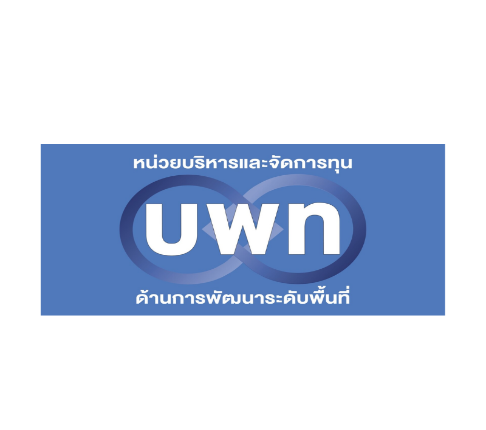 หน่วยบริหารและจัดการทุน
บพท
ด้านการพัฒนาระดับพื้นที่